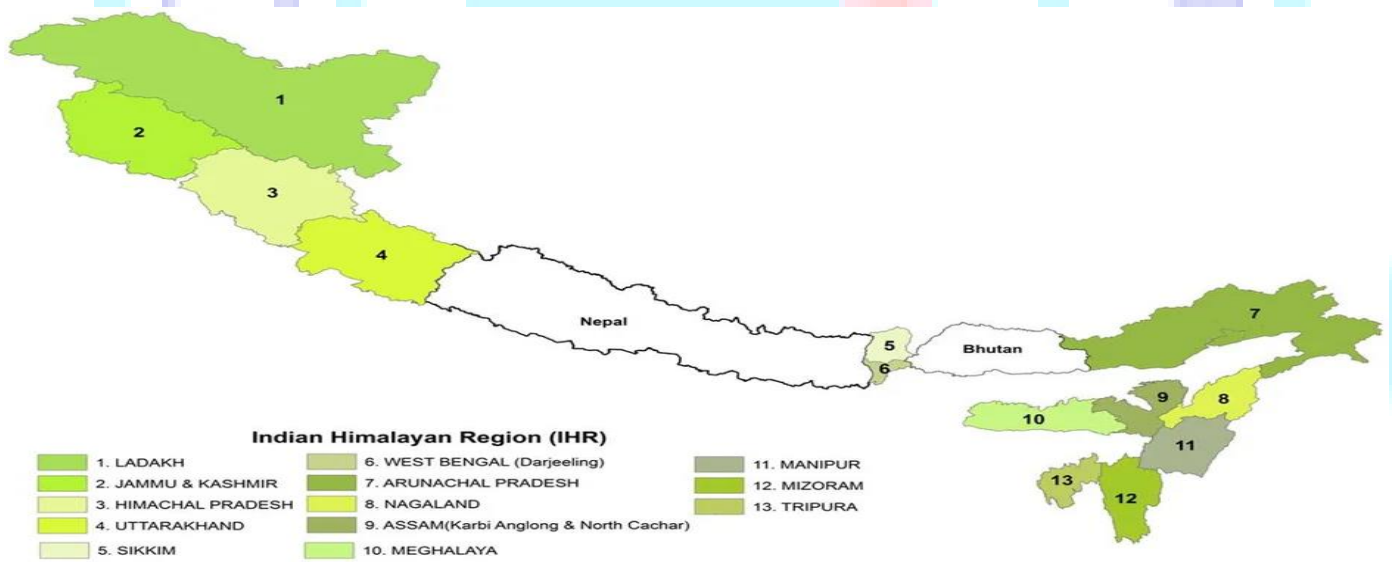 1
2
3
4
Nepal
5
6
Bhutan
7
8
9
10
11
12
13
Indian Himalayan Region (IHR)
1. LADAKH
2. JAMMU & KASHMIR
3. HIMACHAL PRADESH
4. UTTARAKHAND
5. SIKKIM
6. WEST BENGAL (Darjeeling)
7. ARUNACHAL PRADESH
8. NAGALAND
9. ASSAM(Karbi Anglong & North Cachar)
10. MEGHALAYA
11. MANIPUR
12. MIZORAM
13. TRIPURA